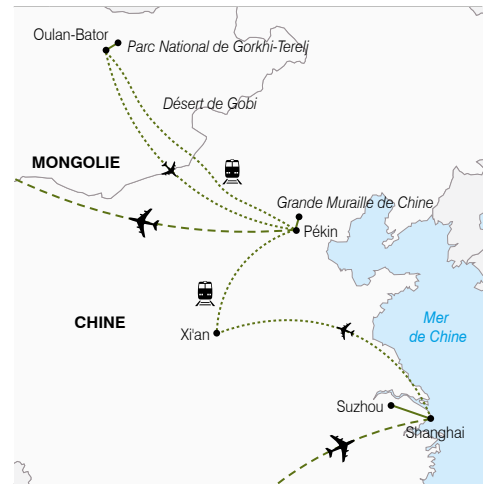 Oulan-Bator
Parc National de Gorkhi-Terelj
Désert de Gobi
MONGOLIE
Grande Muraille de Chine
Pékin
CHINE
Xi'an
Mer
de Chine
Suzhou
Shanghai